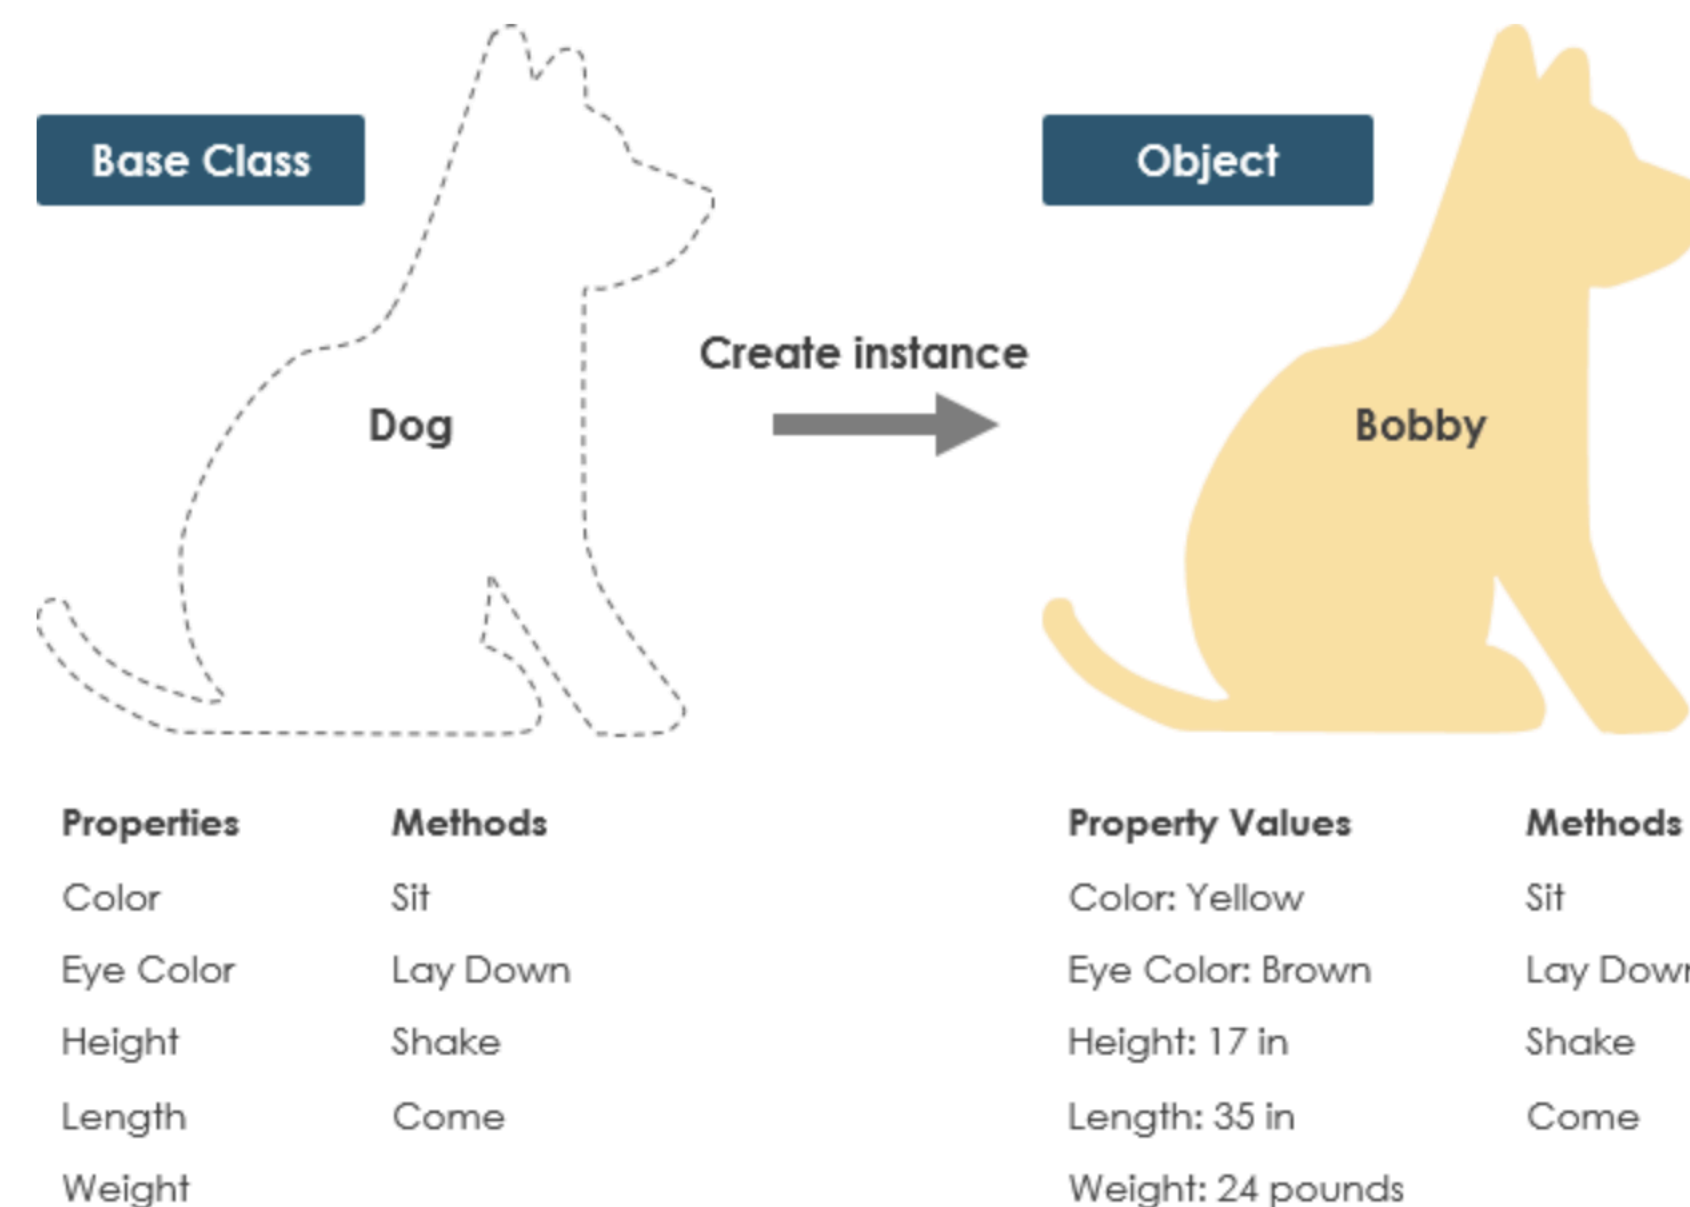 Base Class
Object
Create instance
Dog
Bobby
Properties
Methods
Color
Sit
Eye Color
Lay Down
Height
Shake
Length
Come
Weight
Property Values
Methods
Color: Yellow
Sit
Eye Color: Brown
Lay Down
Height: 17 in
Shake
Length: 35 in
Come
Weight: 24 pounds